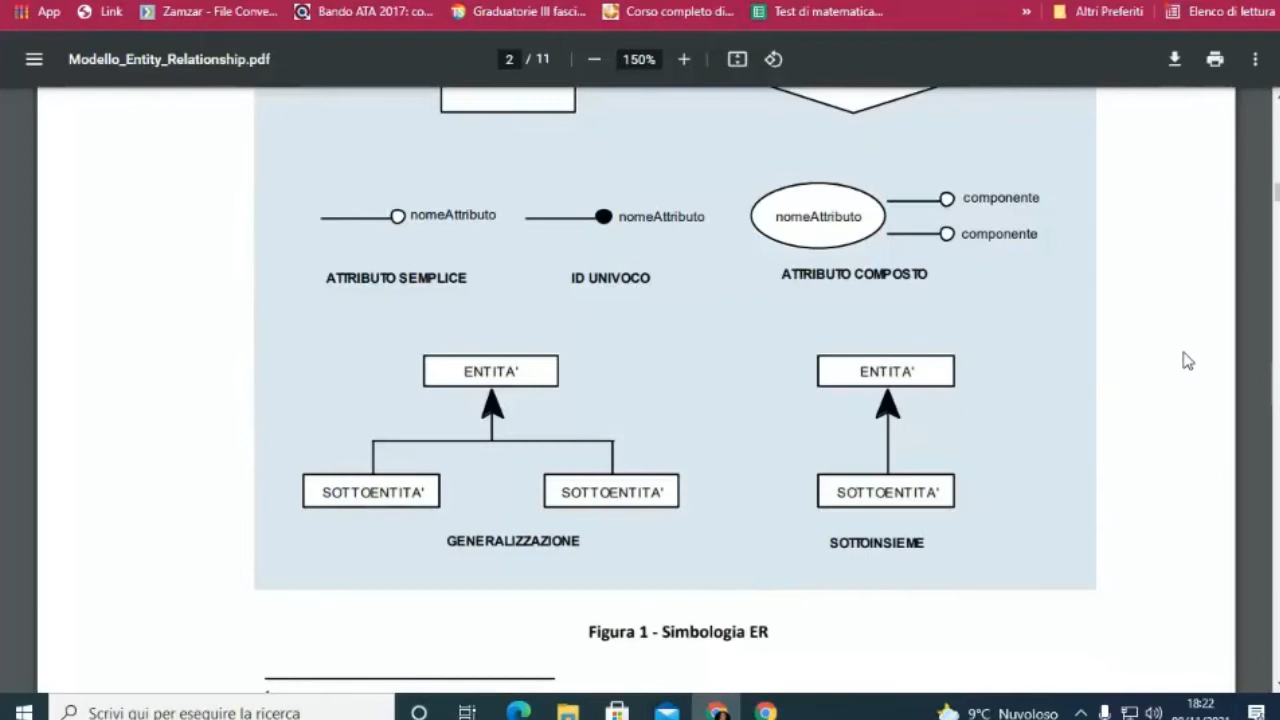 App Link Zamzar - File Conve... Bando ATA 2017: co... Graduatorie III fasci... Corso completo di... Test di matematica... » Altri Preferiti Elenco di lettura
Modello_Entity_Relationship.pdf 2 / 11 150%
nomeAttributo nomeAttributo nomeAttributo componente
componente
ATTRIBUTO SEMPLICE ID UNIVOCO ATTRIBUTO COMPOSTO
ENTITA' ENTITA'
SOTTOENTITA' SOTTOENTITA' SOTTOENTITA'
GENERALIZZAZIONE SOTTOINSIEME
Figura 1 - Simbologia ER
18:22
Scrivi qui per eseguire la ricerca 9°C Nuvoloso